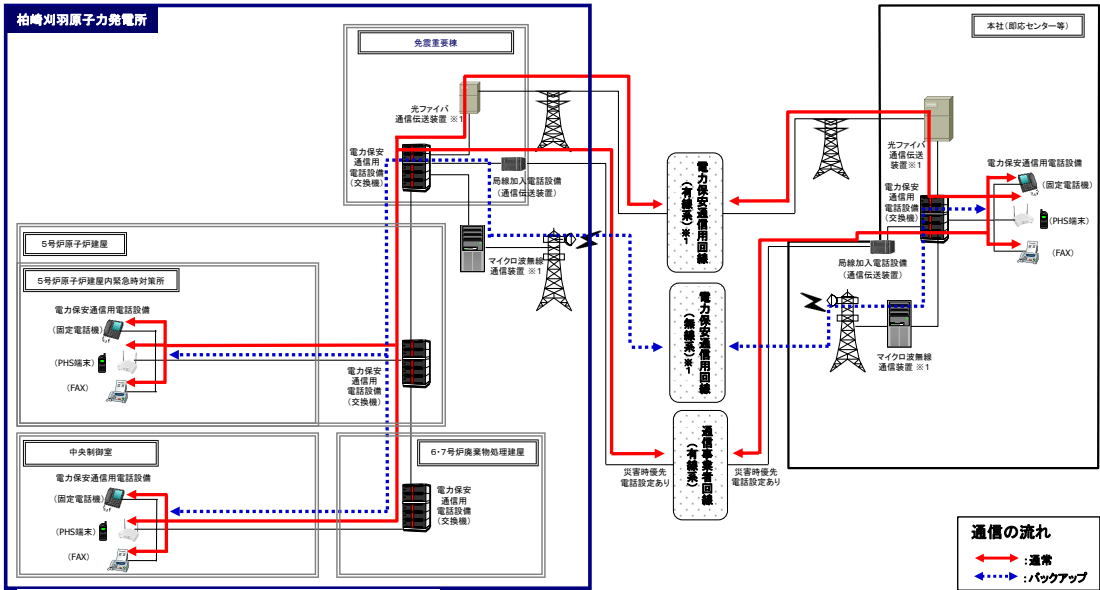 柏崎刈羽原子力発電所
免震重要棟
光ファイバ
通信伝送装置 ※1
電力保安
通信用
電話設備
(交換機)
局線加入電話設備
(通信伝送装置)
マイクロ波無線
通信装置 ※1
5号炉原子炉建屋
5号炉原子炉建屋内緊急時対策所
電力保安通信用電話設備
(固定電話機)
(PHS端末)
(FAX)
電力保安
通信用
電話設備
(交換機)
中央制御室
電力保安通信用電話設備
(固定電話機)
(PHS端末)
(FAX)
6・7号炉廃棄物処理建屋
電力保安
通信用
電話設備
(交換機)
電力保安通信用回線
(有線系)※1
電力保安通信用回線
(無線系)※1
通信事業者回線
(有線系)
災害時優先
電話設定あり
災害時優先
電話設定あり
本社(即応センター等)
光ファイバ
通信伝送
装置※1
電力保安
通信用
電話設備
(交換機)
電力保安通信用電話設備
(固定電話機)
(PHS端末)
(FAX)
局線加入電話設備
(通信伝送装置)
マイクロ波無線
通信装置 ※1
通信の流れ
:通常
:バックアップ